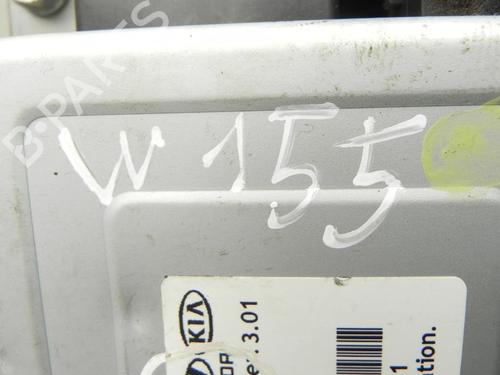 B-PARTS
W 155
KIA
3.01
ation.